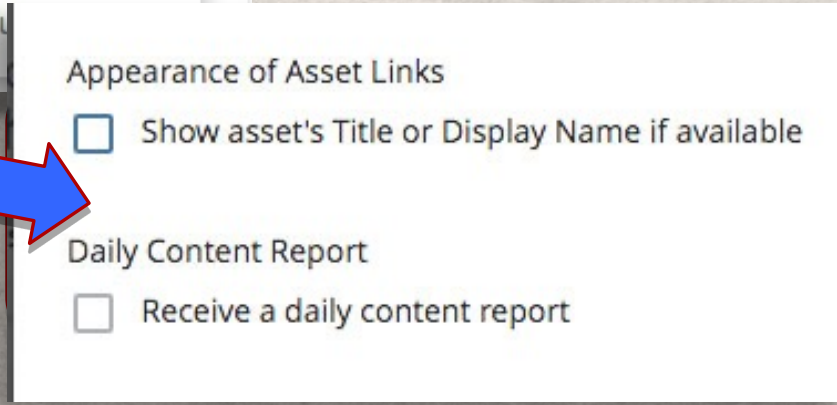 Appearance of Asset Links
Show asset's Title or Display Name if available
Daily Content Report
Receive a daily content report